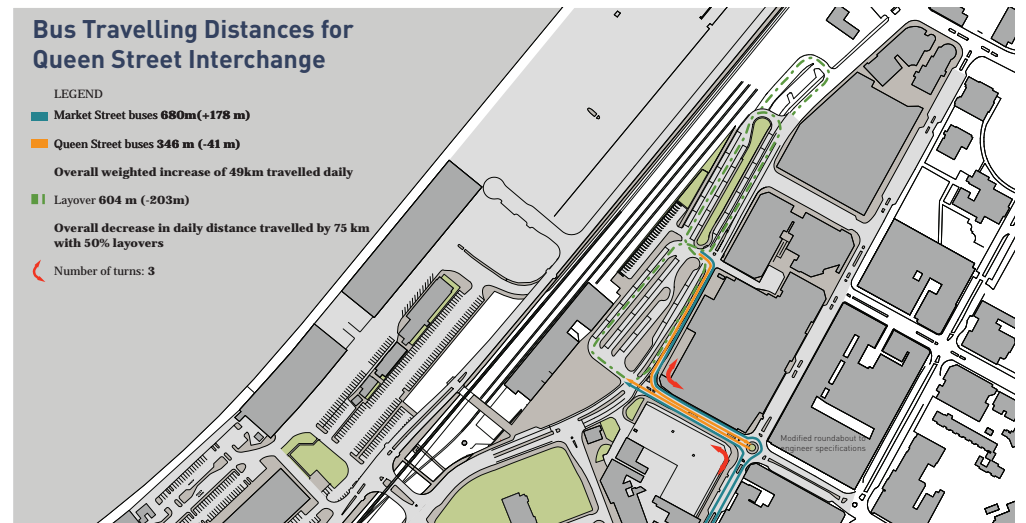 Bus Travelling Distances for
Queen Street Interchange
LEGEND
Market Street buses 680m(+178 m)
Queen Street buses 346 m (-41 m)
Overall weighted increase of 49km travelled daily
Layover 604 m (-203m)
Overall decrease in daily distance travelled by 75 km
with 50% layovers
Number of turns: 3
Modified roundabout to
engineer specifications